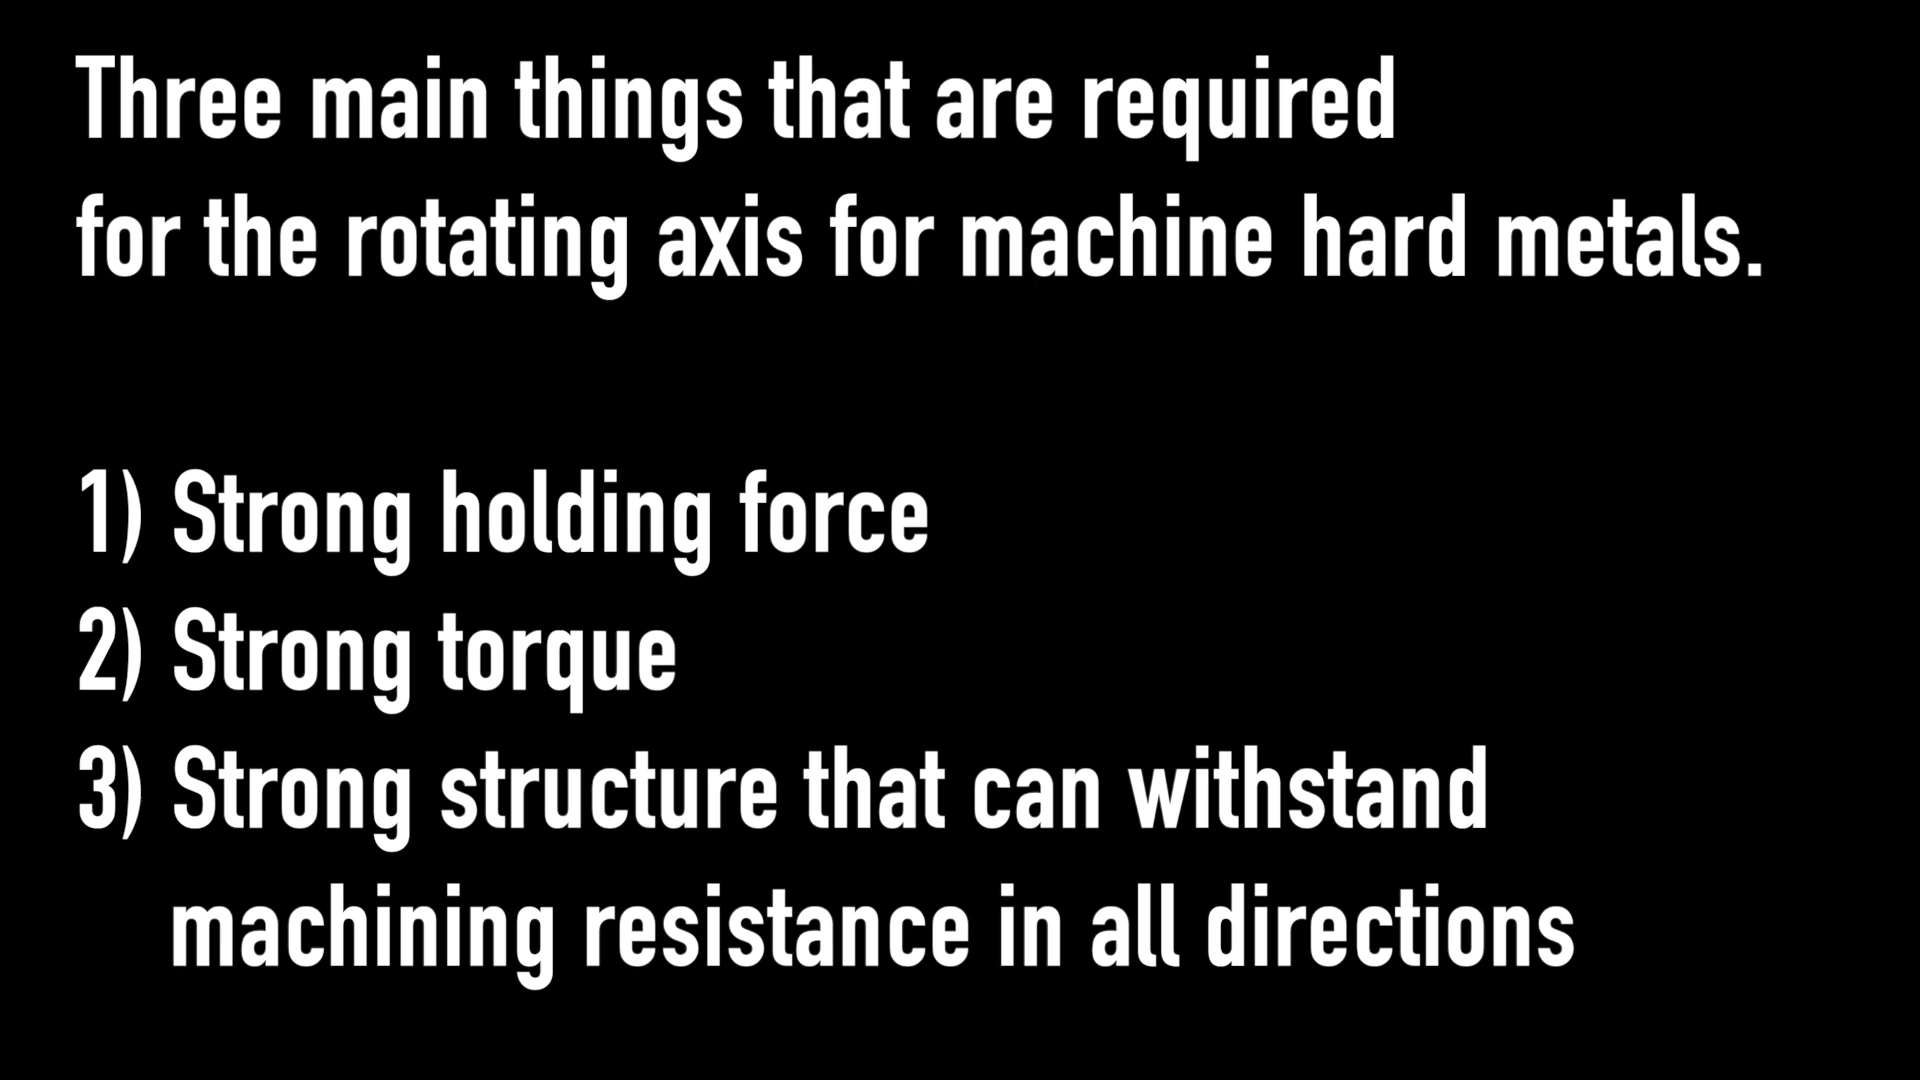 Three main things that are required
for the rotating axis for machine hard metals.
1) Strong holding force
2) Strong torque
3) Strong structure that can withstand
machining resistance in all directions